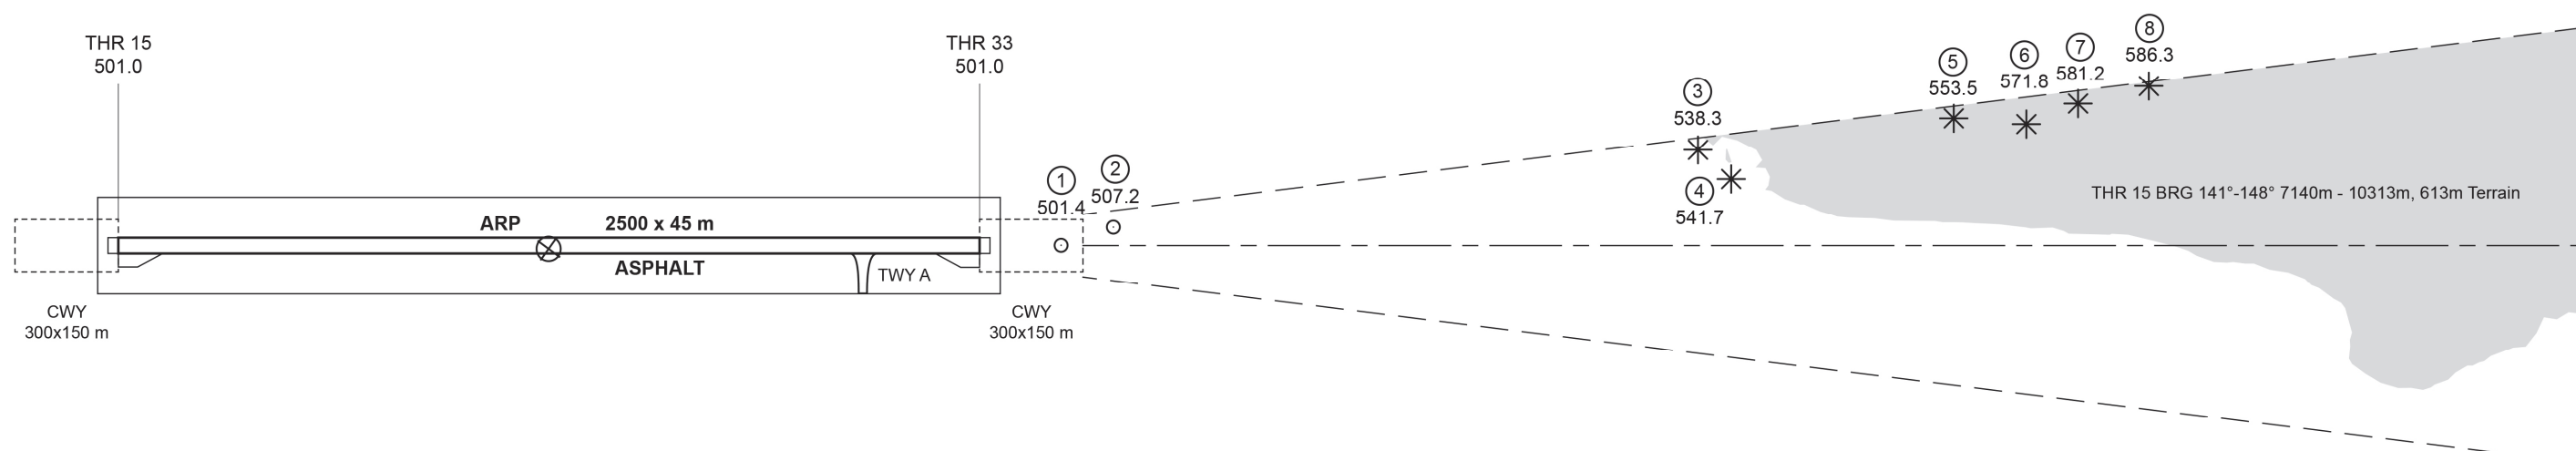 THR 15
501.0
THR 33
501.0
1
501.4
2
507.2
3
538.3
4
541.7
5
553.5
6
571.8
7
581.2
8
586.3
ARP
2500 x 45 m
ASPHALT
TWY A
CWY
300x150 m
CWY
300x150 m
THR 15 BRG 141°-148° 7140m - 10313m, 613m Terrain